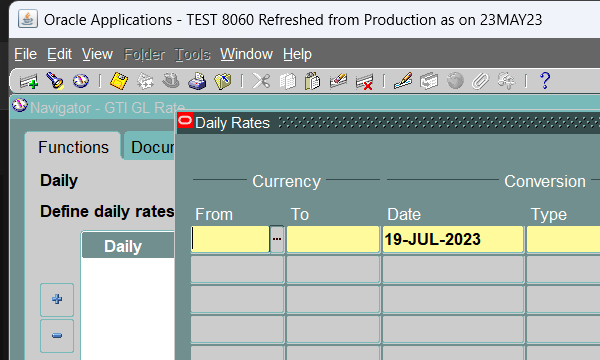 Oracle Applications - TEST 8060 Refreshed from Production as on 23MAY23
File Edit View Folder Tools Window Help
Navigator - GTI GL Rate
Daily Rates
Functions
Docu
Daily
Currency
Conversion
Define daily rates
From
To
Date
Type
Daily
...
19-JUL-2023